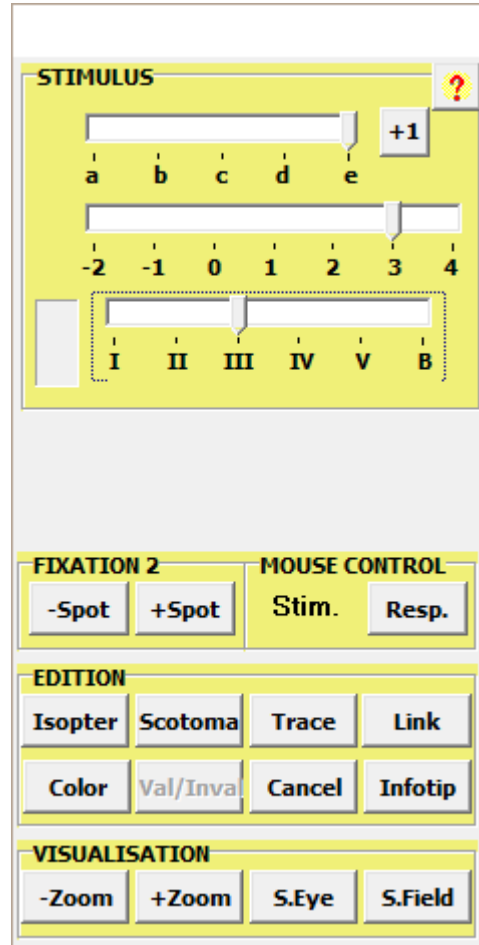 STIMULUS
?
+1
a b c d e
-2 -1 0 1 2 3 4
I II III IV V B
FIXATION 2 MOUSE CONTROL
-Spot +Spot Stim. Resp.
EDITION
Isopter Scotoma Trace Link
Color Val/Inval Cancel Infotip
VISUALISATION
-Zoom +Zoom S.Eye S.Field